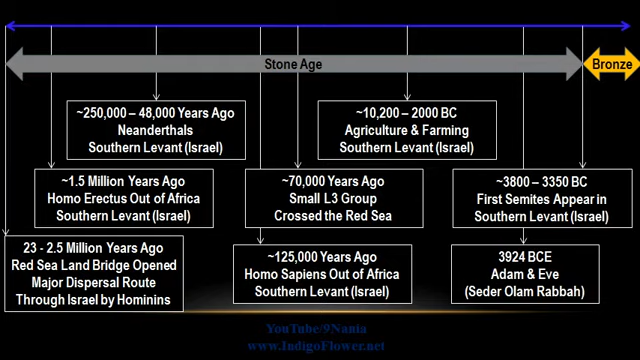 Stone Age
Bronze
~250,000 – 48,000 Years Ago
Neanderthals
Southern Levant (Israel)
~10,200 – 2000 BC
Agriculture & Farming
Southern Levant (Israel)
~1.5 Million Years Ago
Homo Erectus Out of Africa
Southern Levant (Israel)
~70,000 Years Ago
Small L3 Group
Crossed the Red Sea
~3800 – 3350 BC
First Semites Appear in
Southern Levant (Israel)
23 - 2.5 Million Years Ago
Red Sea Land Bridge Opened
Major Dispersal Route
Through Israel by Hominins
~125,000 Years Ago
Homo Sapiens Out of Africa
Southern Levant (Israel)
3924 BCE
Adam & Eve
(Seder Olam Rabbah)
YouTube/9Nania
www.IndigoFlower.net